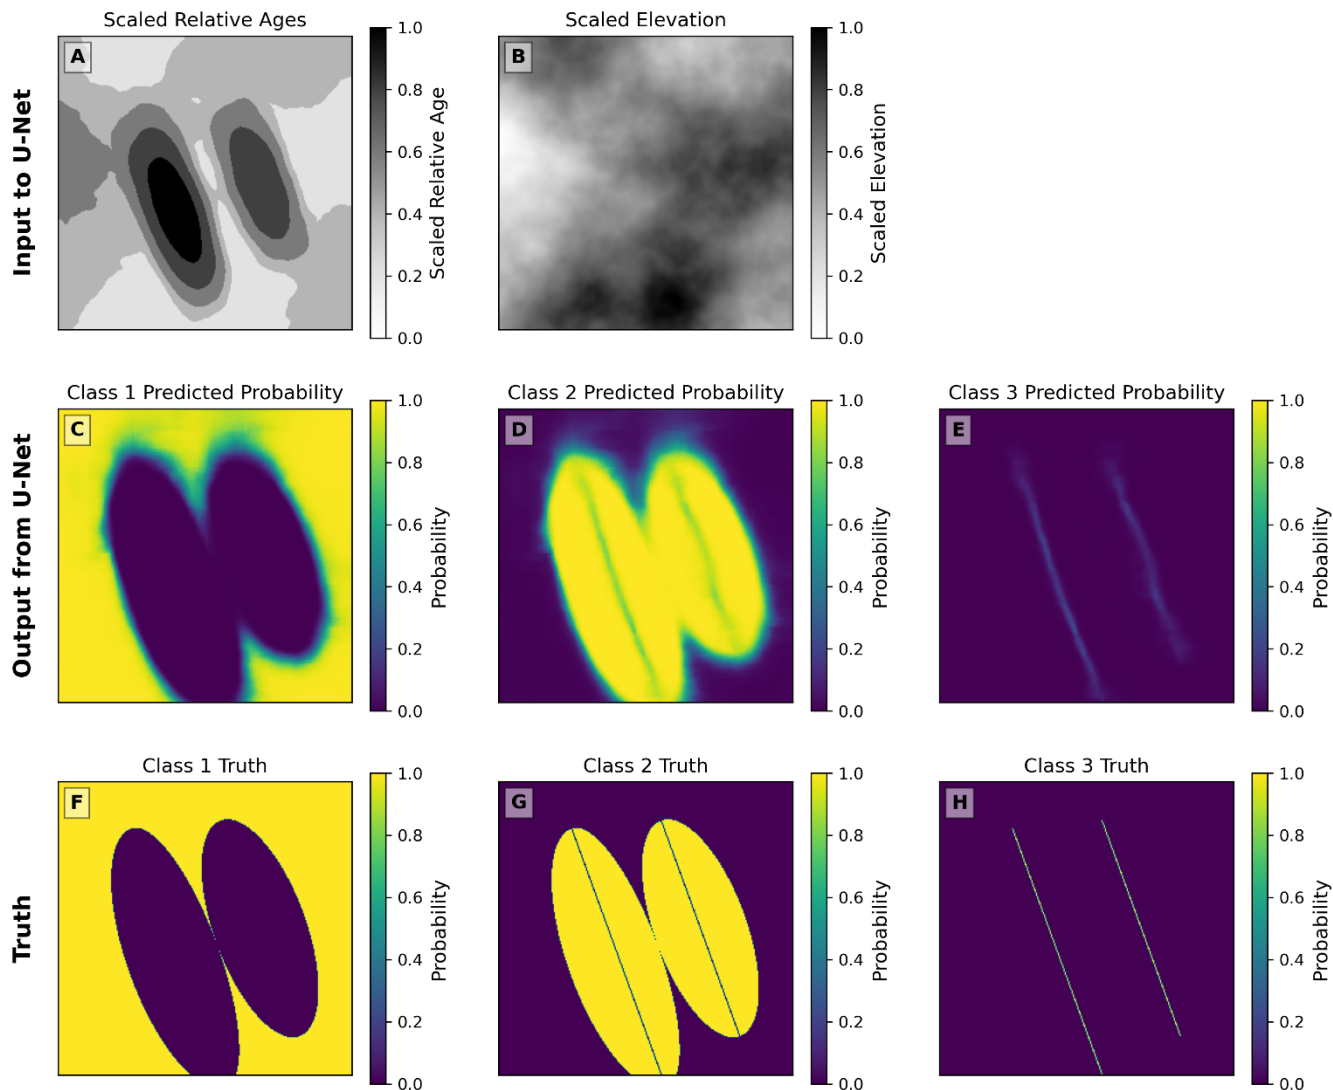 Scaled Relative Ages
Scaled Elevation
Input to U-Net
A
1.0
0.8
0.6
0.4
0.2
0.0
Scaled Relative Age
B
1.0
0.8
0.6
0.4
0.2
0.0
Scaled Elevation
Class 1 Predicted Probability
Class 2 Predicted Probability
Class 3 Predicted Probability
Output from U-Net
C
1.0
0.8
0.6
0.4
0.2
0.0
Probability
D
1.0
0.8
0.6
0.4
0.2
0.0
Probability
E
1.0
0.8
0.6
0.4
0.2
0.0
Probability
Class 1 Truth
Class 2 Truth
Class 3 Truth
Truth
F
1.0
0.8
0.6
0.4
0.2
0.0
Probability
G
1.0
0.8
0.6
0.4
0.2
0.0
Probability
H
1.0
0.8
0.6
0.4
0.2
0.0
Probability